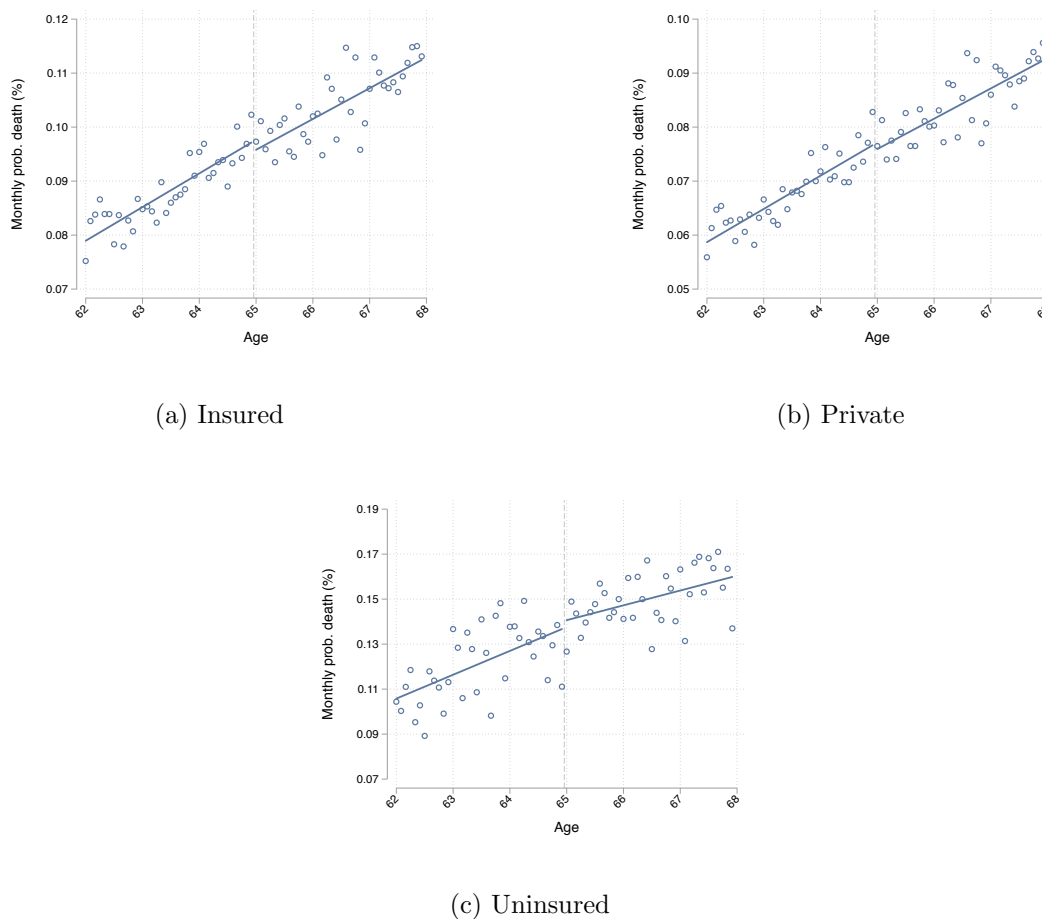 0.12
0.11
0.10
0.09
0.08
0.07
Monthly prob. death (%)
62 63 64 65 66 67 68
Age
(a) Insured
0.10
0.09
0.08
0.07
0.06
0.05
Monthly prob. death (%)
62 63 64 65 66 67
Age
(b) Private
0.19
0.17
0.15
0.13
0.11
0.09
0.07
Monthly prob. death (%)
62 63 64 65 66 67 68
Age
(c) Uninsured